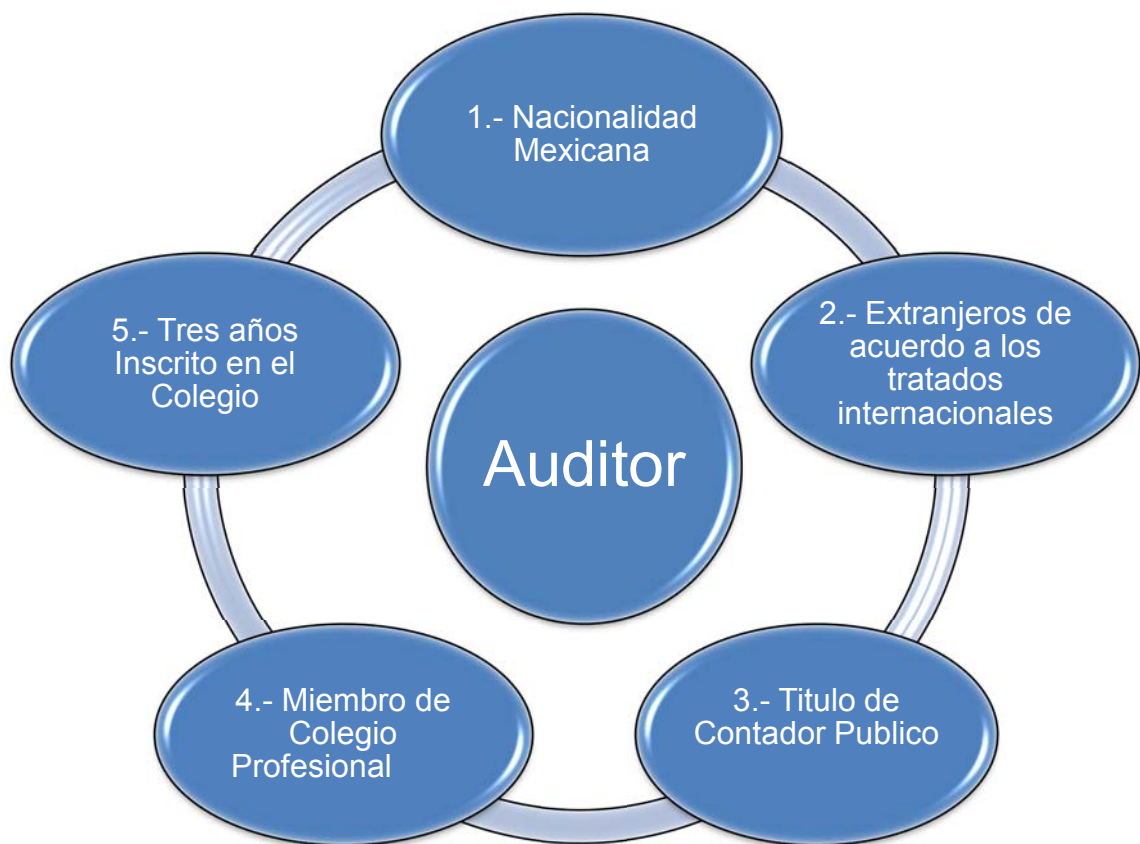 1.- Nacionalidad
Mexicana
2.- Extranjeros de
acuerdo a los
tratados
internacionales
3.- Titulo de
Contador Publico
4.- Miembro de
Colegio
Profesional
5.- Tres años
Inscrito en el
Colegio
Auditor